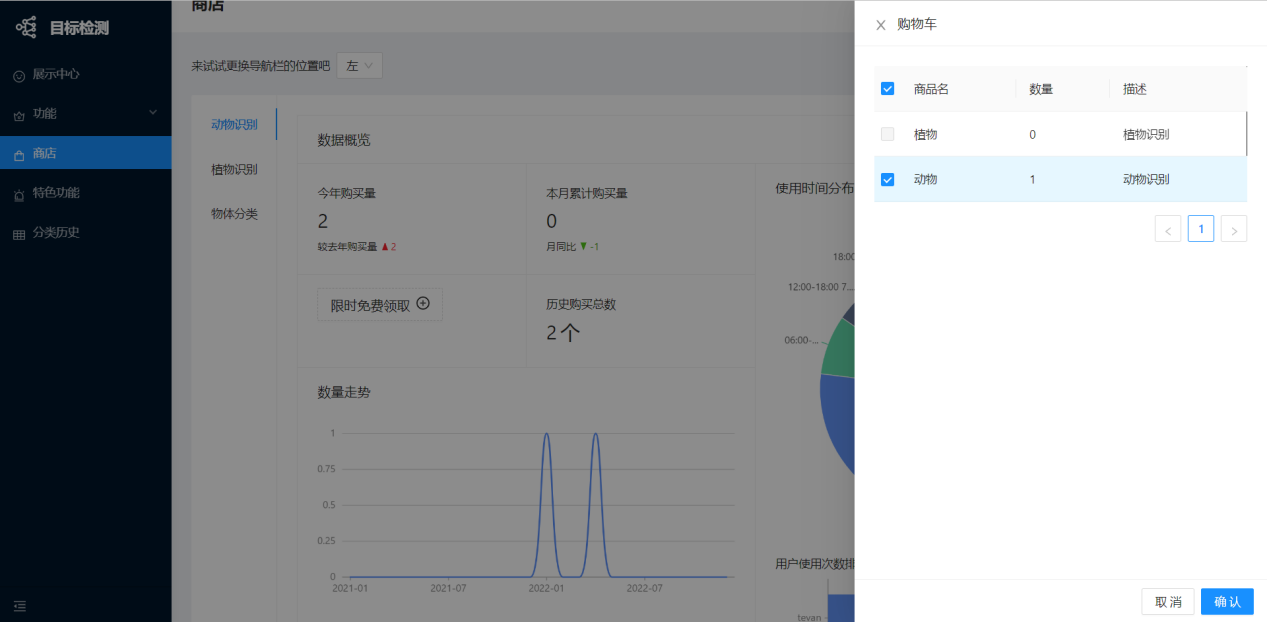 目标检测
展示中心
功能
商店
特色功能
分类历史
商店
来试试更换导航栏的位置吧 左
动物识别
植物识别
物体分类
数据概览
今年购买量
2
较去年购买量 ▲ 2
本月累计购买量
0
月同比 ▼ -1
限时免费领取
历史购买总数
2 个
数量走势
1
0.75
0.5
0.25
0
2021-01 2021-07 2022-01 2022-07
使用时间分布
18:00
12:00-18:00 7...
06:00-...
用户使用次数排
tevan
购物车
商品名 数量 描述
植物 0 植物识别
动物 1 动物识别
< 1 >
取消 确认